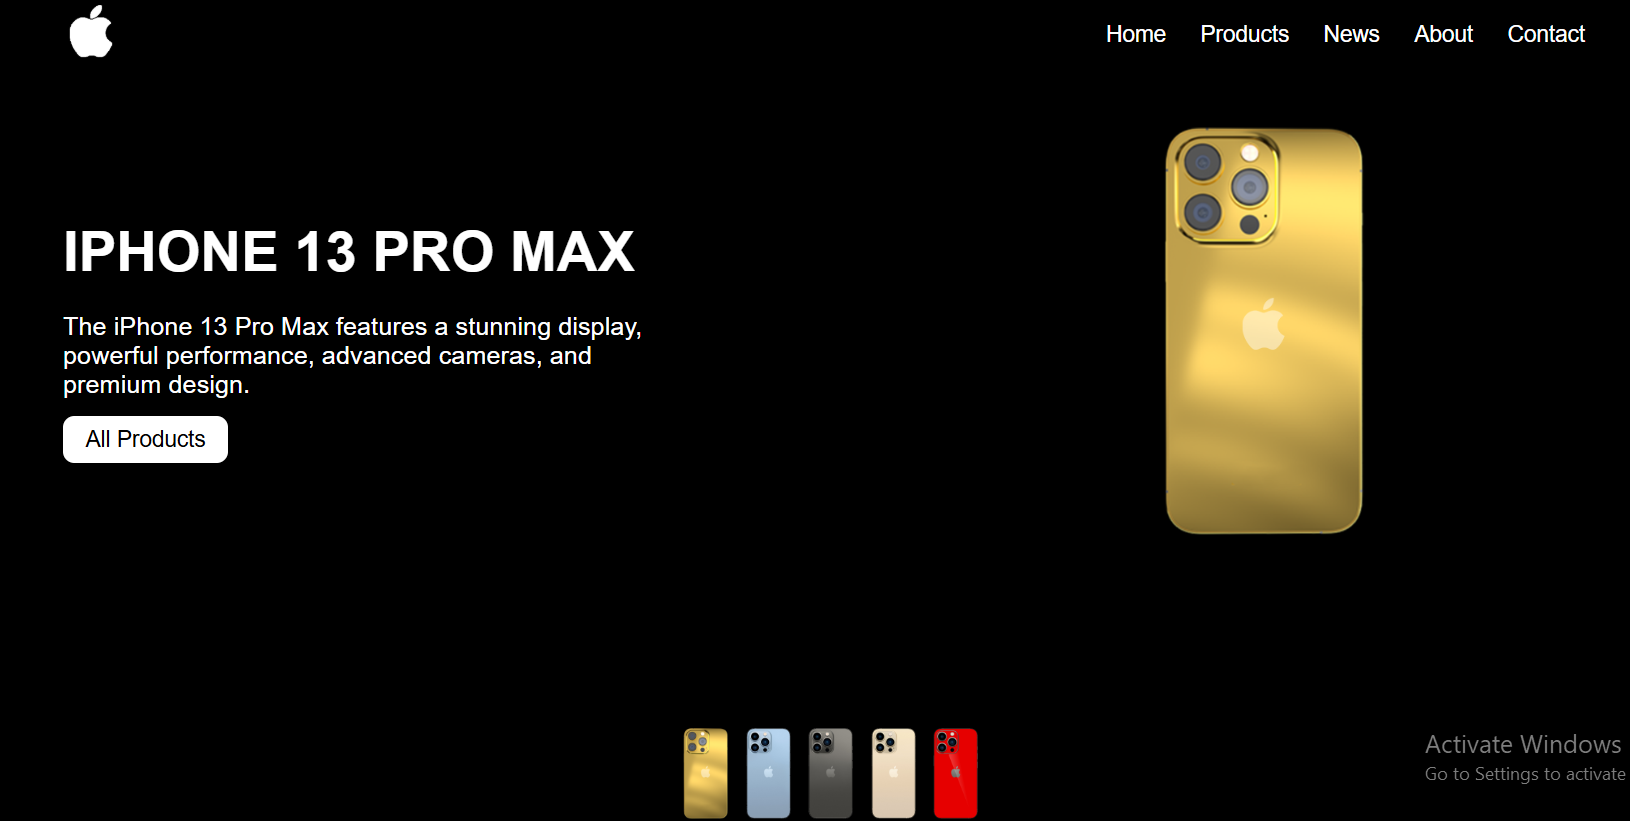 Home Products News About Contact
IPHONE 13 PRO MAX
The iPhone 13 Pro Max features a stunning display,
powerful performance, advanced cameras, and
premium design.
All Products
Activate Windows
Go to Settings to activate